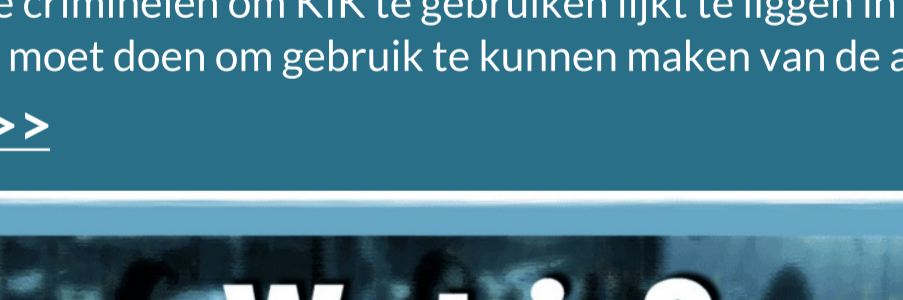 criminelen om KIK te gebruiken lijkt te liggen in
moet doen om gebruik te kunnen maken van de
>>